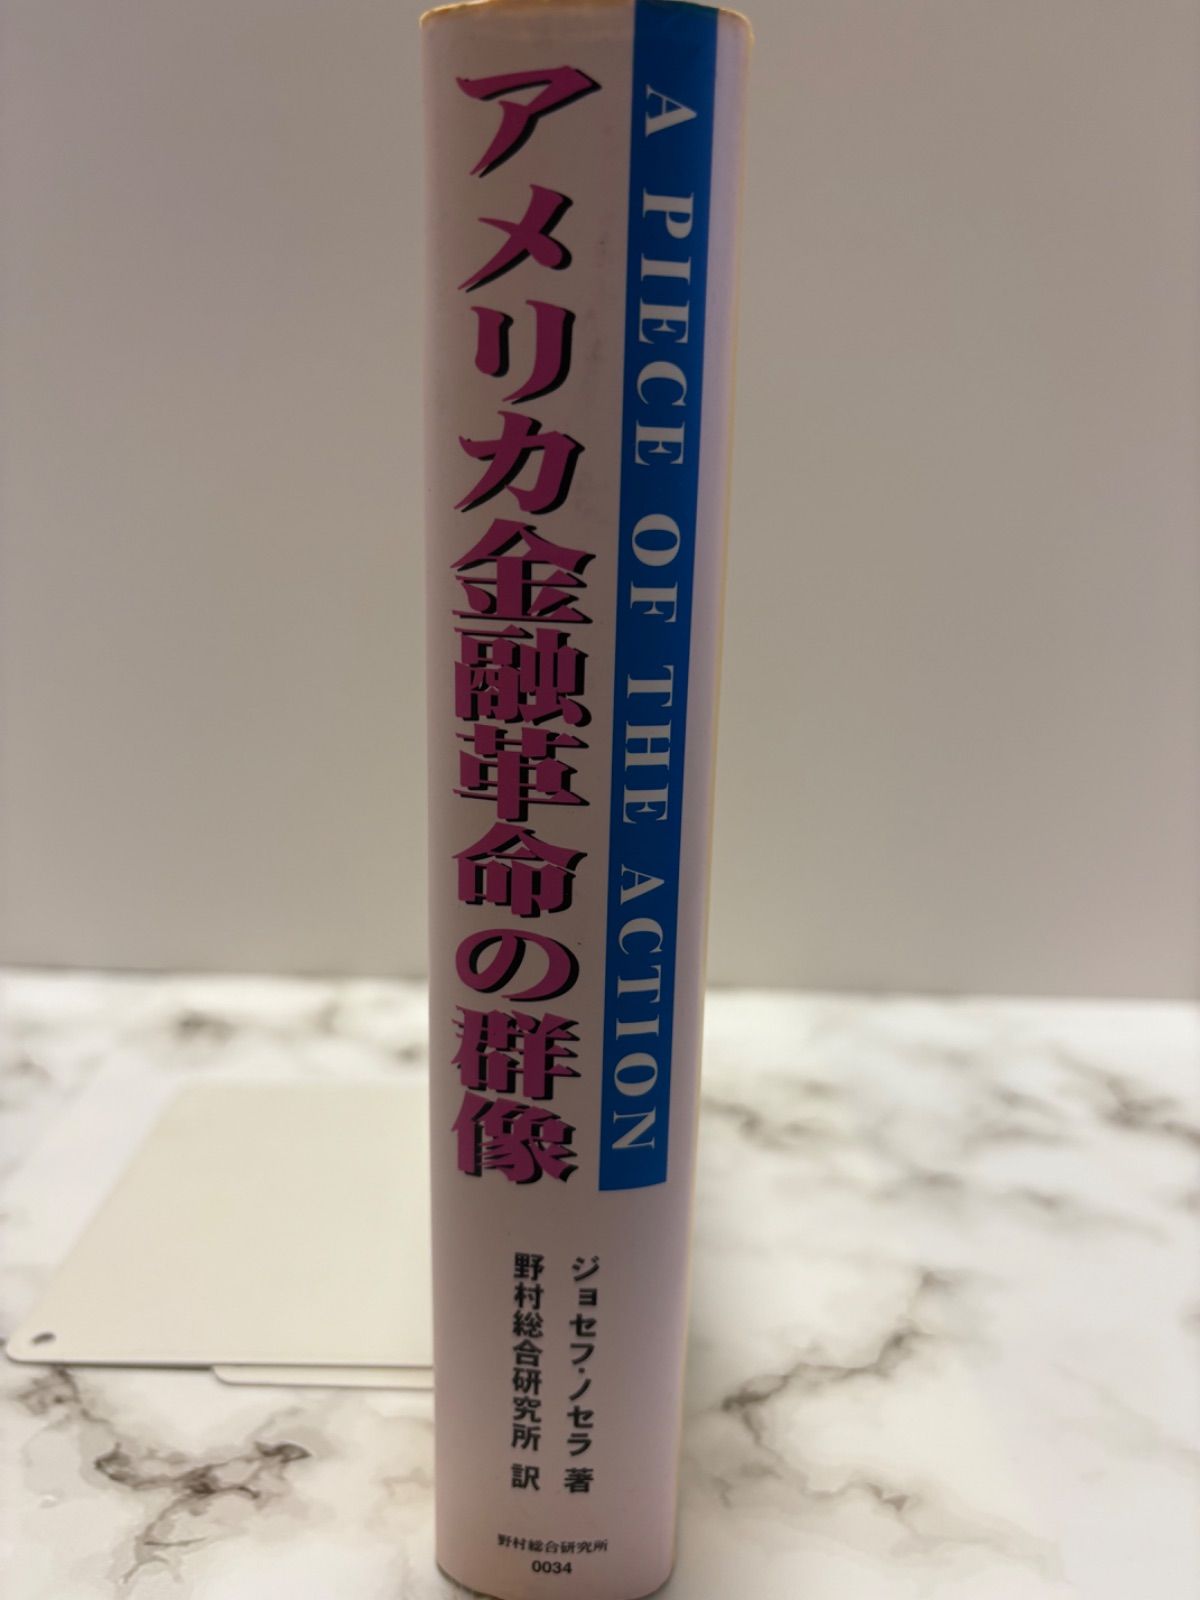 A PIECE OF THE ACTION
アメリカ金融革命の群像
ジョセフ・ノセラ 著
野村総合研究所 訳
野村総合研究所
0034